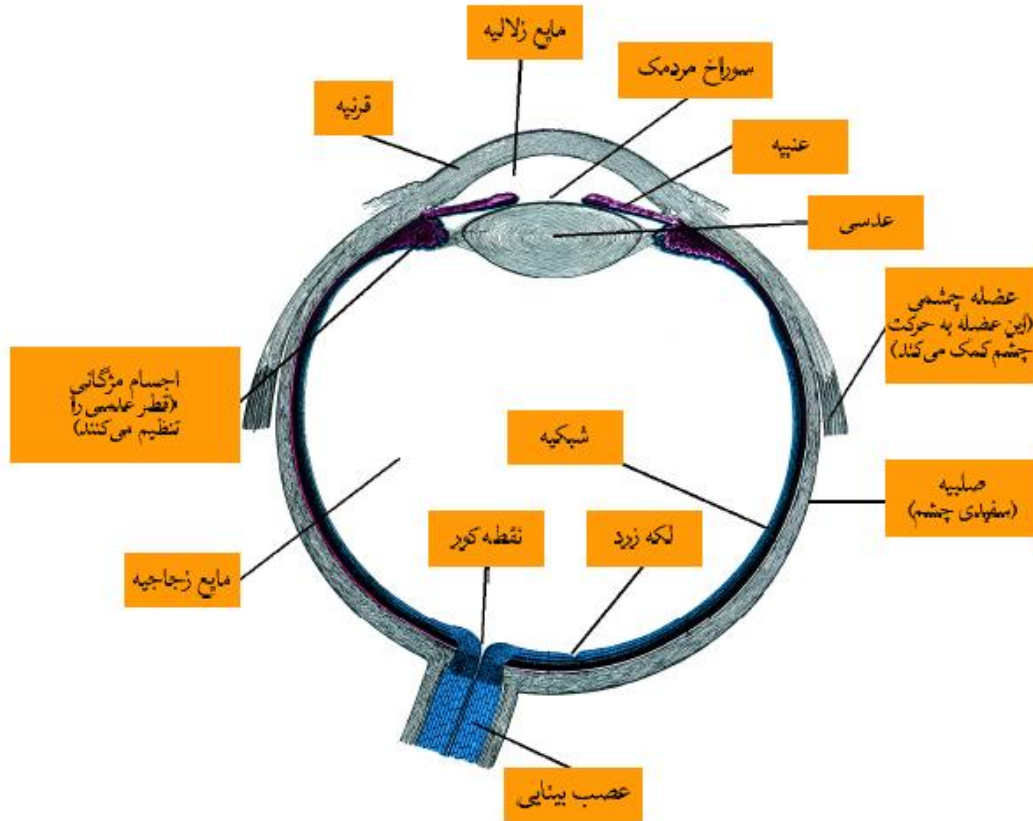 مایع زلالیه
سوراخ مردمک
قرنیه
عنبیه
عدسی
عضله چشمی
(این عضله به حرکت
چشم کمک می‌کند)
اجسام مژگانی
(قطر عدسی را
تنظیم می‌کنند)
شبکیه
صلبیه
(سفیدی چشم)
نقطه کور
لکه زرد
مایع زجاجیه
عصب بینایی